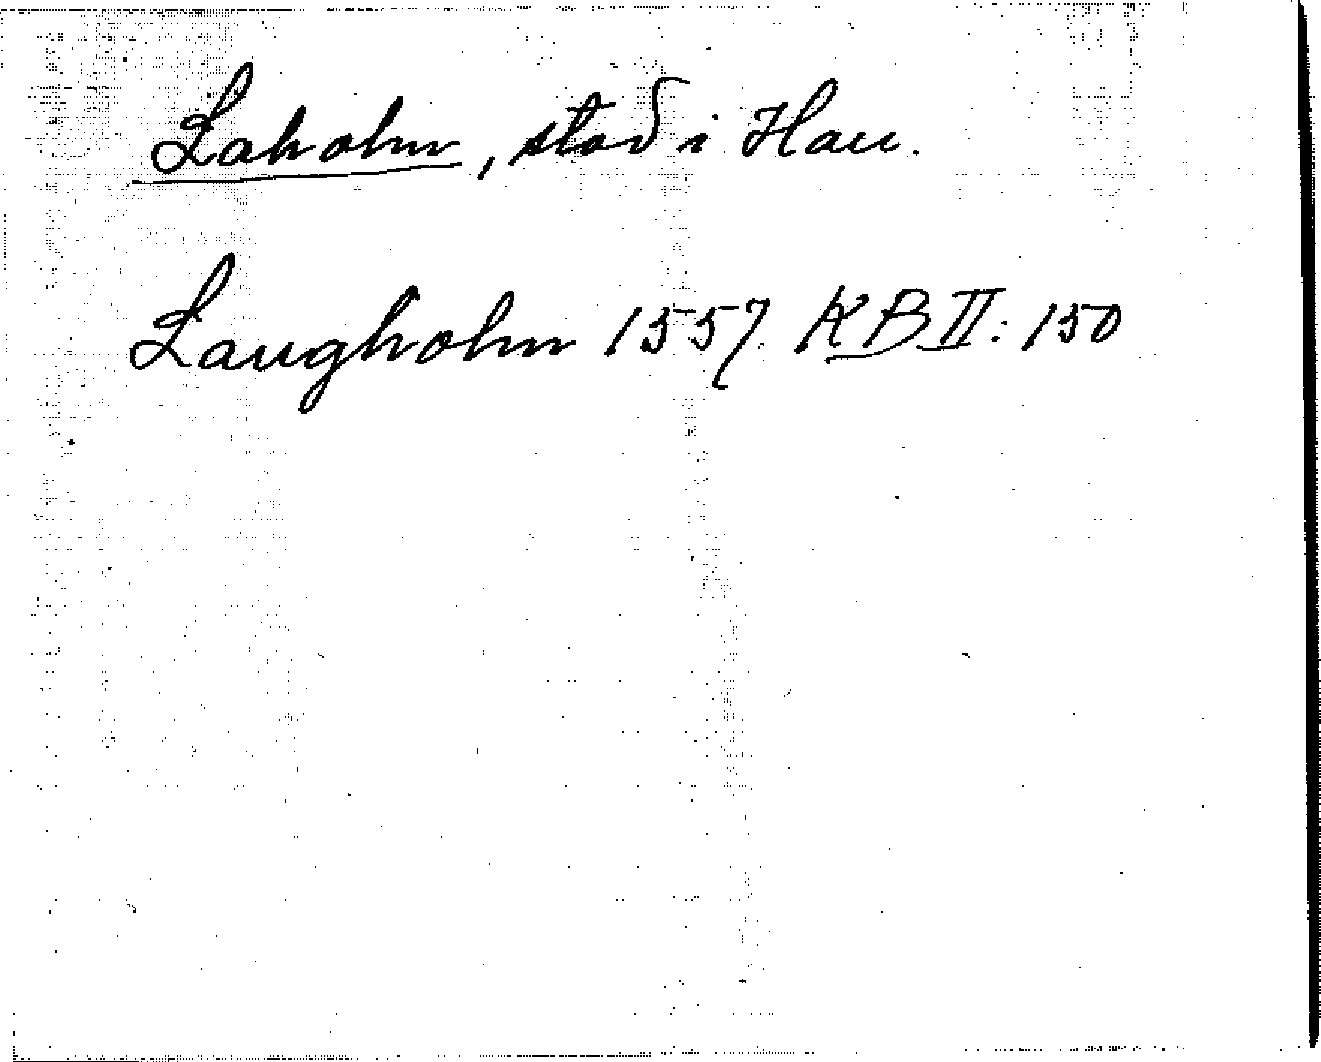 Laholm, stad i Hall.
Laugholm 1557 KB II: 150